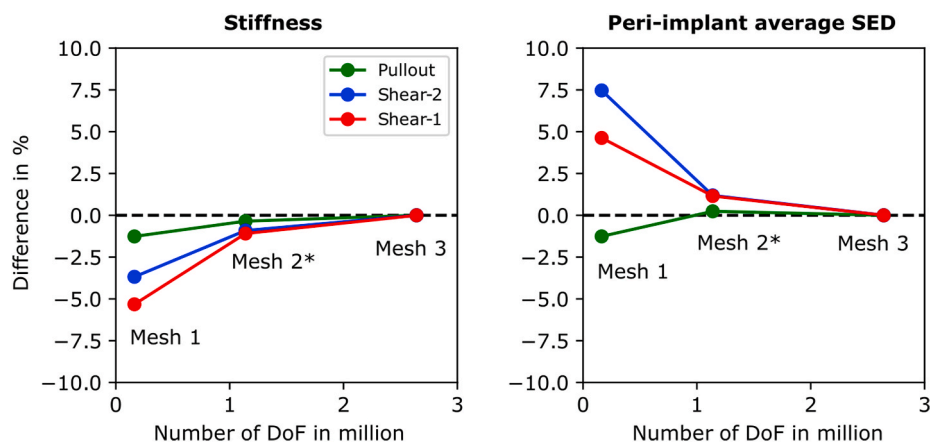 Stiffness
Peri-implant average SED
Difference in %
10.0
7.5
5.0
2.5
0.0
−2.5
−5.0
−7.5
−10.0
Pullout
Shear-2
Shear-1
Mesh 1
Mesh 2*
Mesh 3
0
1
2
3
Number of DoF in million
10.0
7.5
5.0
2.5
0.0
−2.5
−5.0
−7.5
−10.0
Mesh 1
Mesh 2*
Mesh 3
0
1
2
3
Number of DoF in million